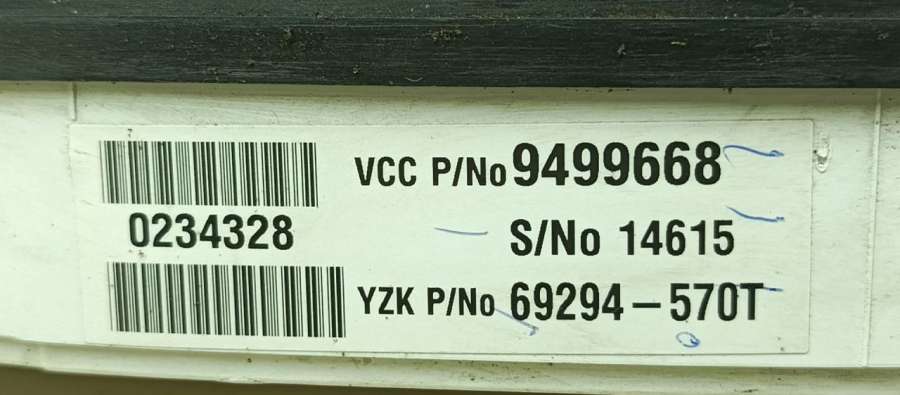 VCC P/No 9499668
0234328
S/No 14615
YZK P/No 69294-570T